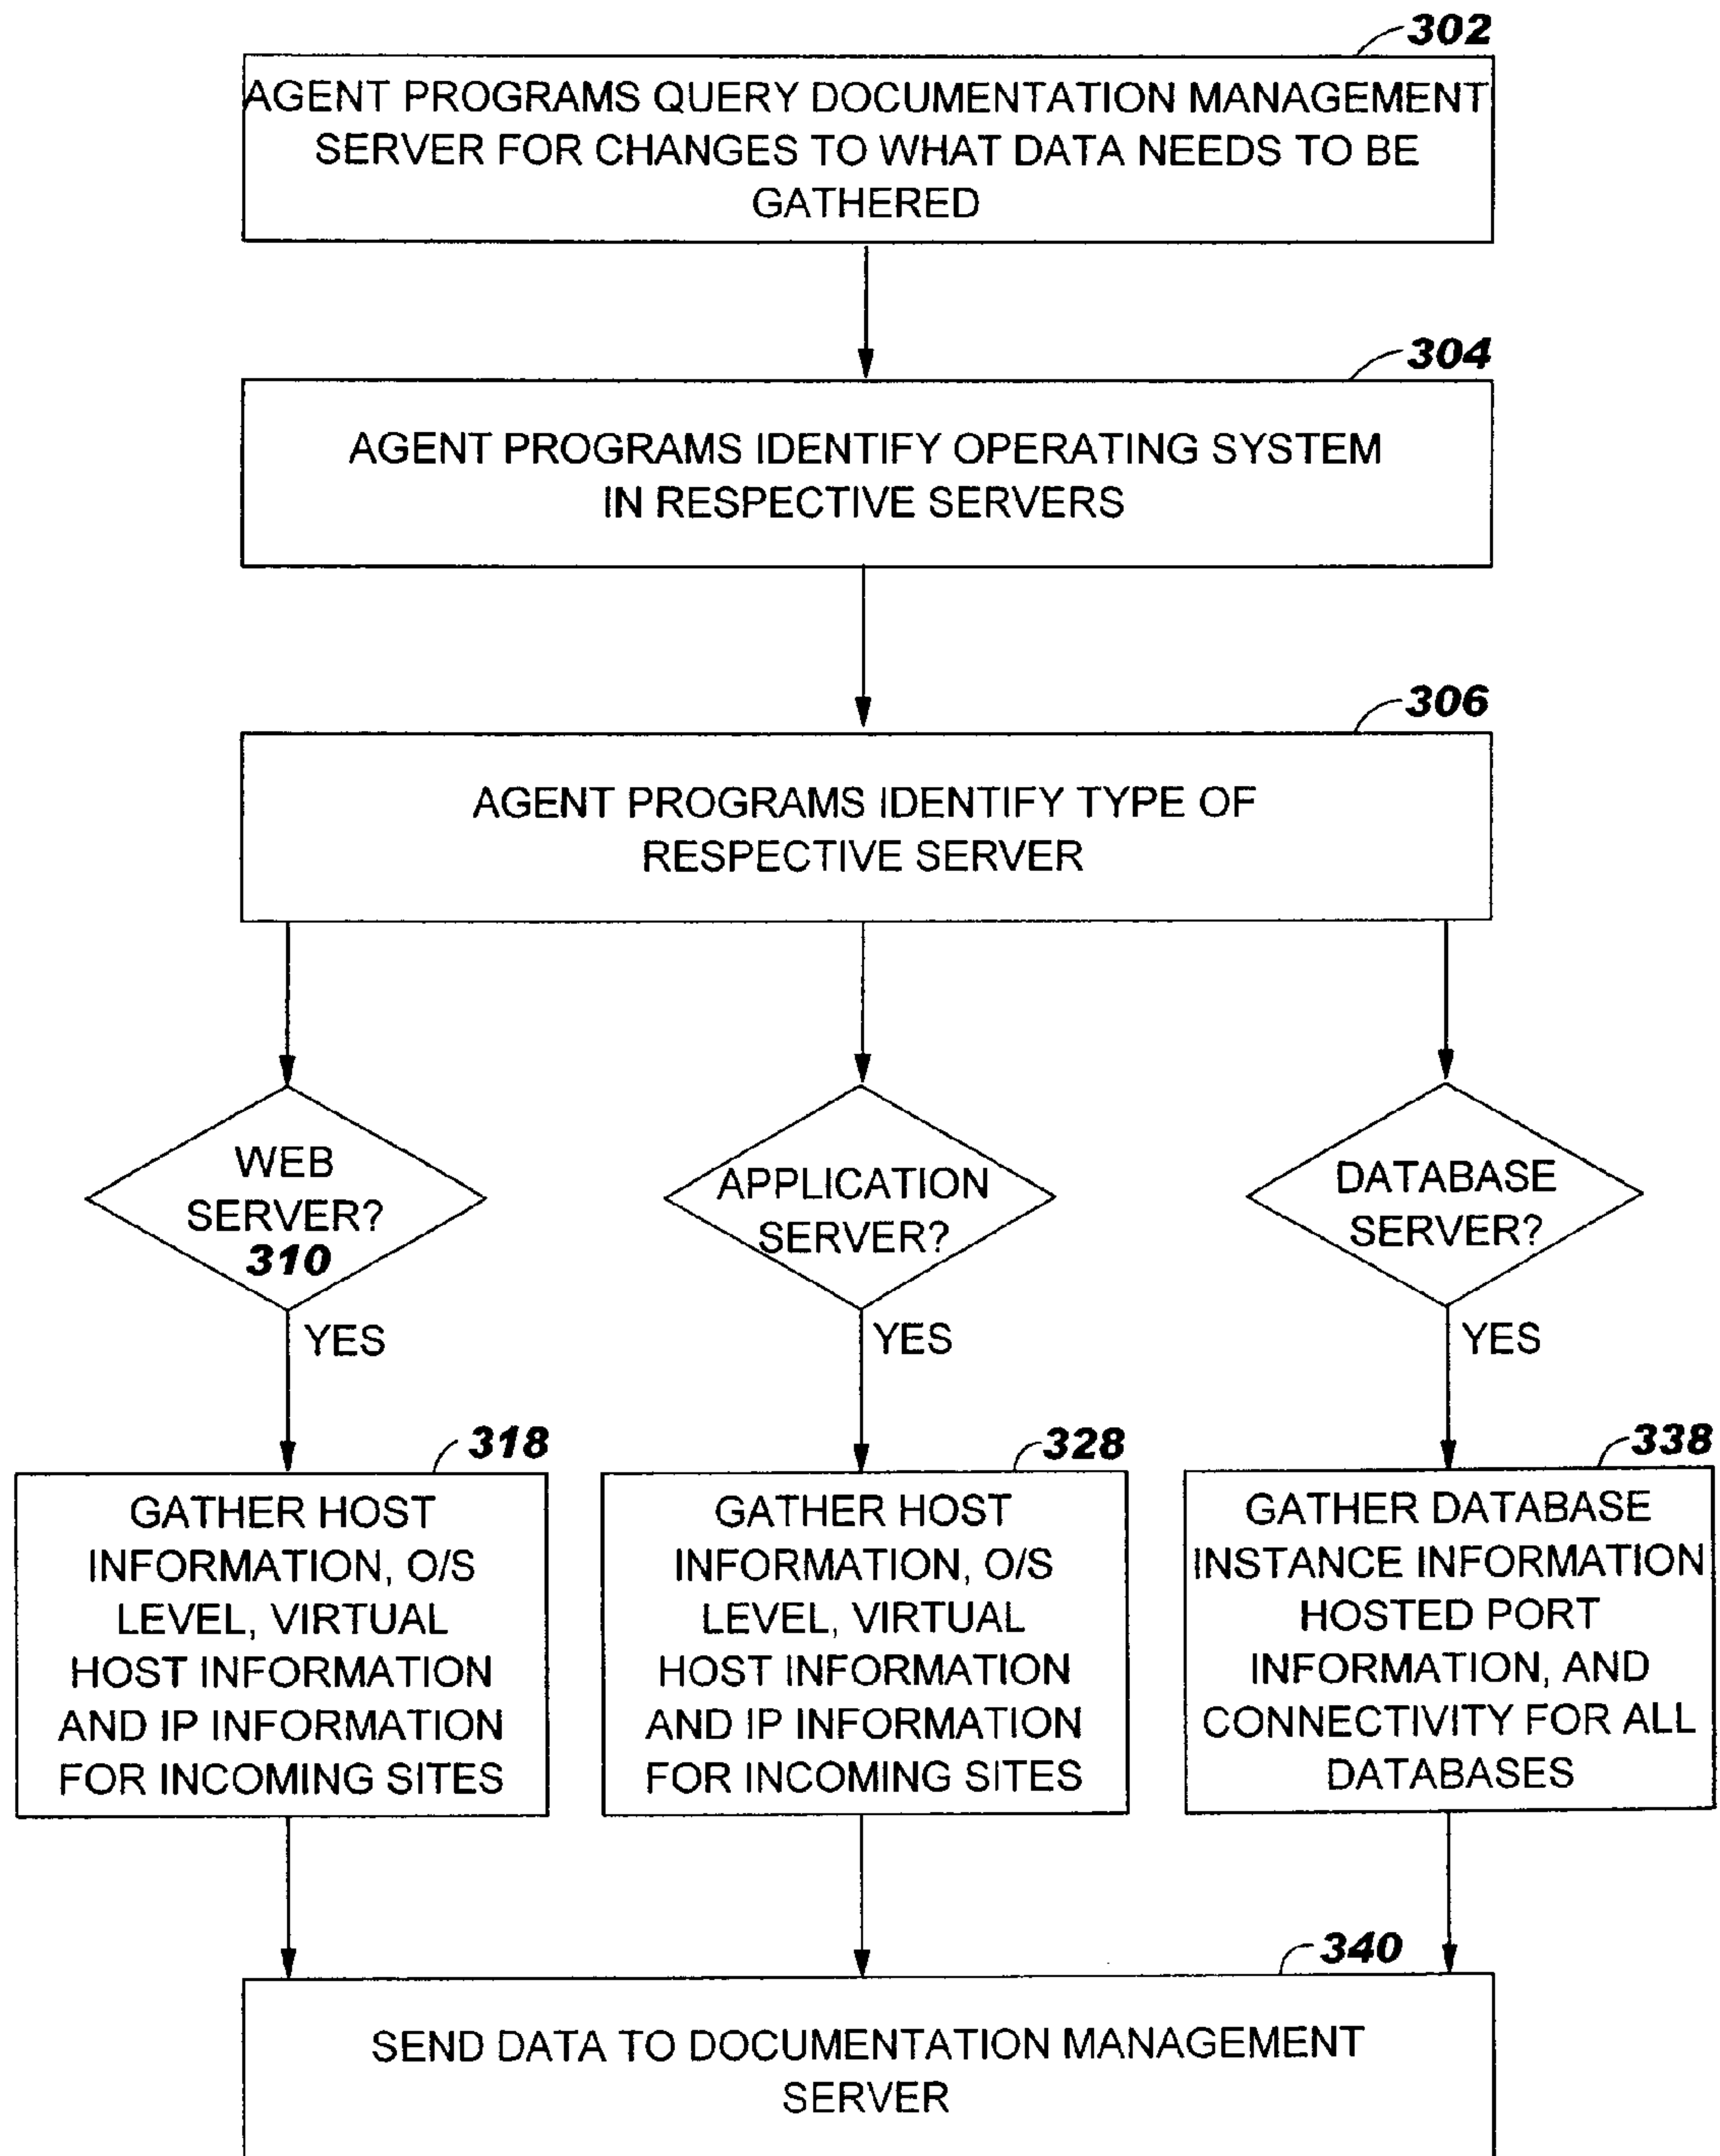 302
AGENT PROGRAMS QUERY DOCUMENTATION MANAGEMENT
SERVER FOR CHANGES TO WHAT DATA NEEDS TO BE
GATHERED
304
AGENT PROGRAMS IDENTIFY OPERATING SYSTEM
IN RESPECTIVE SERVERS
306
AGENT PROGRAMS IDENTIFY TYPE OF
RESPECTIVE SERVER
WEB
SERVER?
310
YES
APPLICATION
SERVER?
YES
DATABASE
SERVER?
YES
318
GATHER HOST
INFORMATION, O/S
LEVEL, VIRTUAL
HOST INFORMATION
AND IP INFORMATION
FOR INCOMING SITES
328
GATHER HOST
INFORMATION, O/S
LEVEL, VIRTUAL
HOST INFORMATION
AND IP INFORMATION
FOR INCOMING SITES
338
GATHER DATABASE
INSTANCE INFORMATION
HOSTED PORT
INFORMATION, AND
CONNECTIVITY FOR ALL
DATABASES
340
SEND DATA TO DOCUMENTATION MANAGEMENT
SERVER